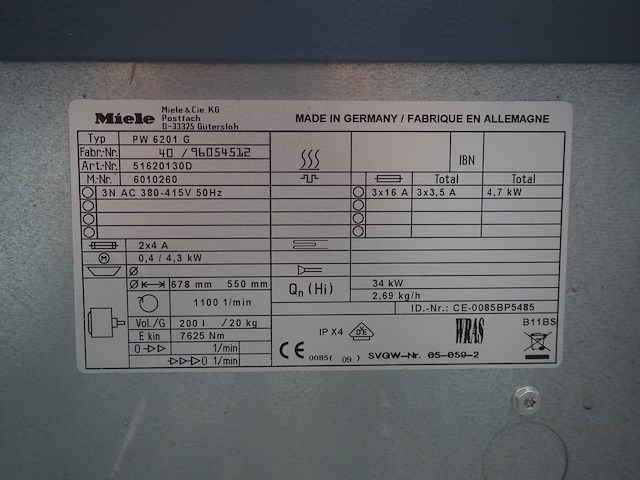 Miele
Miele & Cie. KG
Postfach
D-33325 Gütersloh
MADE IN GERMANY / FABRIQUE EN ALLEMAGNE
Typ PW 6201 G
Fabr.-Nr. 40 / 96054512
Art.-Nr. 51620130D
M.-Nr. 6010260
IBN
Total Total
3N AC 380-415V 50Hz
3x16 A 3x3,5 A 4,7 kW
2x4 A
M 0,4 / 4,3 kW
Ø
Ø 678 mm 550 mm
1100 1/min
Qn (Hi) 34 kW
2,69 kg/h
ID.-Nr.: CE-0085BP5485
Vol./G 200 l / 20 kg
E kin 7625 Nm
0 1/min
0 1/min
IP X4
WRAS
B11BS
CE 0085( 09 ) SVGW-Nr. 05-059-2